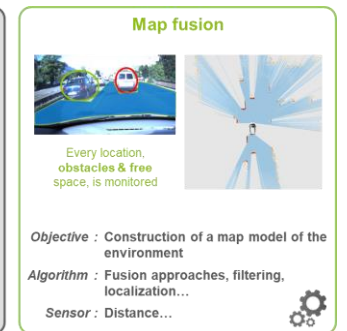 Map fusion
Every location,
obstacles & free
space, is monitored
Objective : Construction of a map model of the
environment
Algorithm : Fusion approaches, filtering,
localization...
Sensor : Distance...